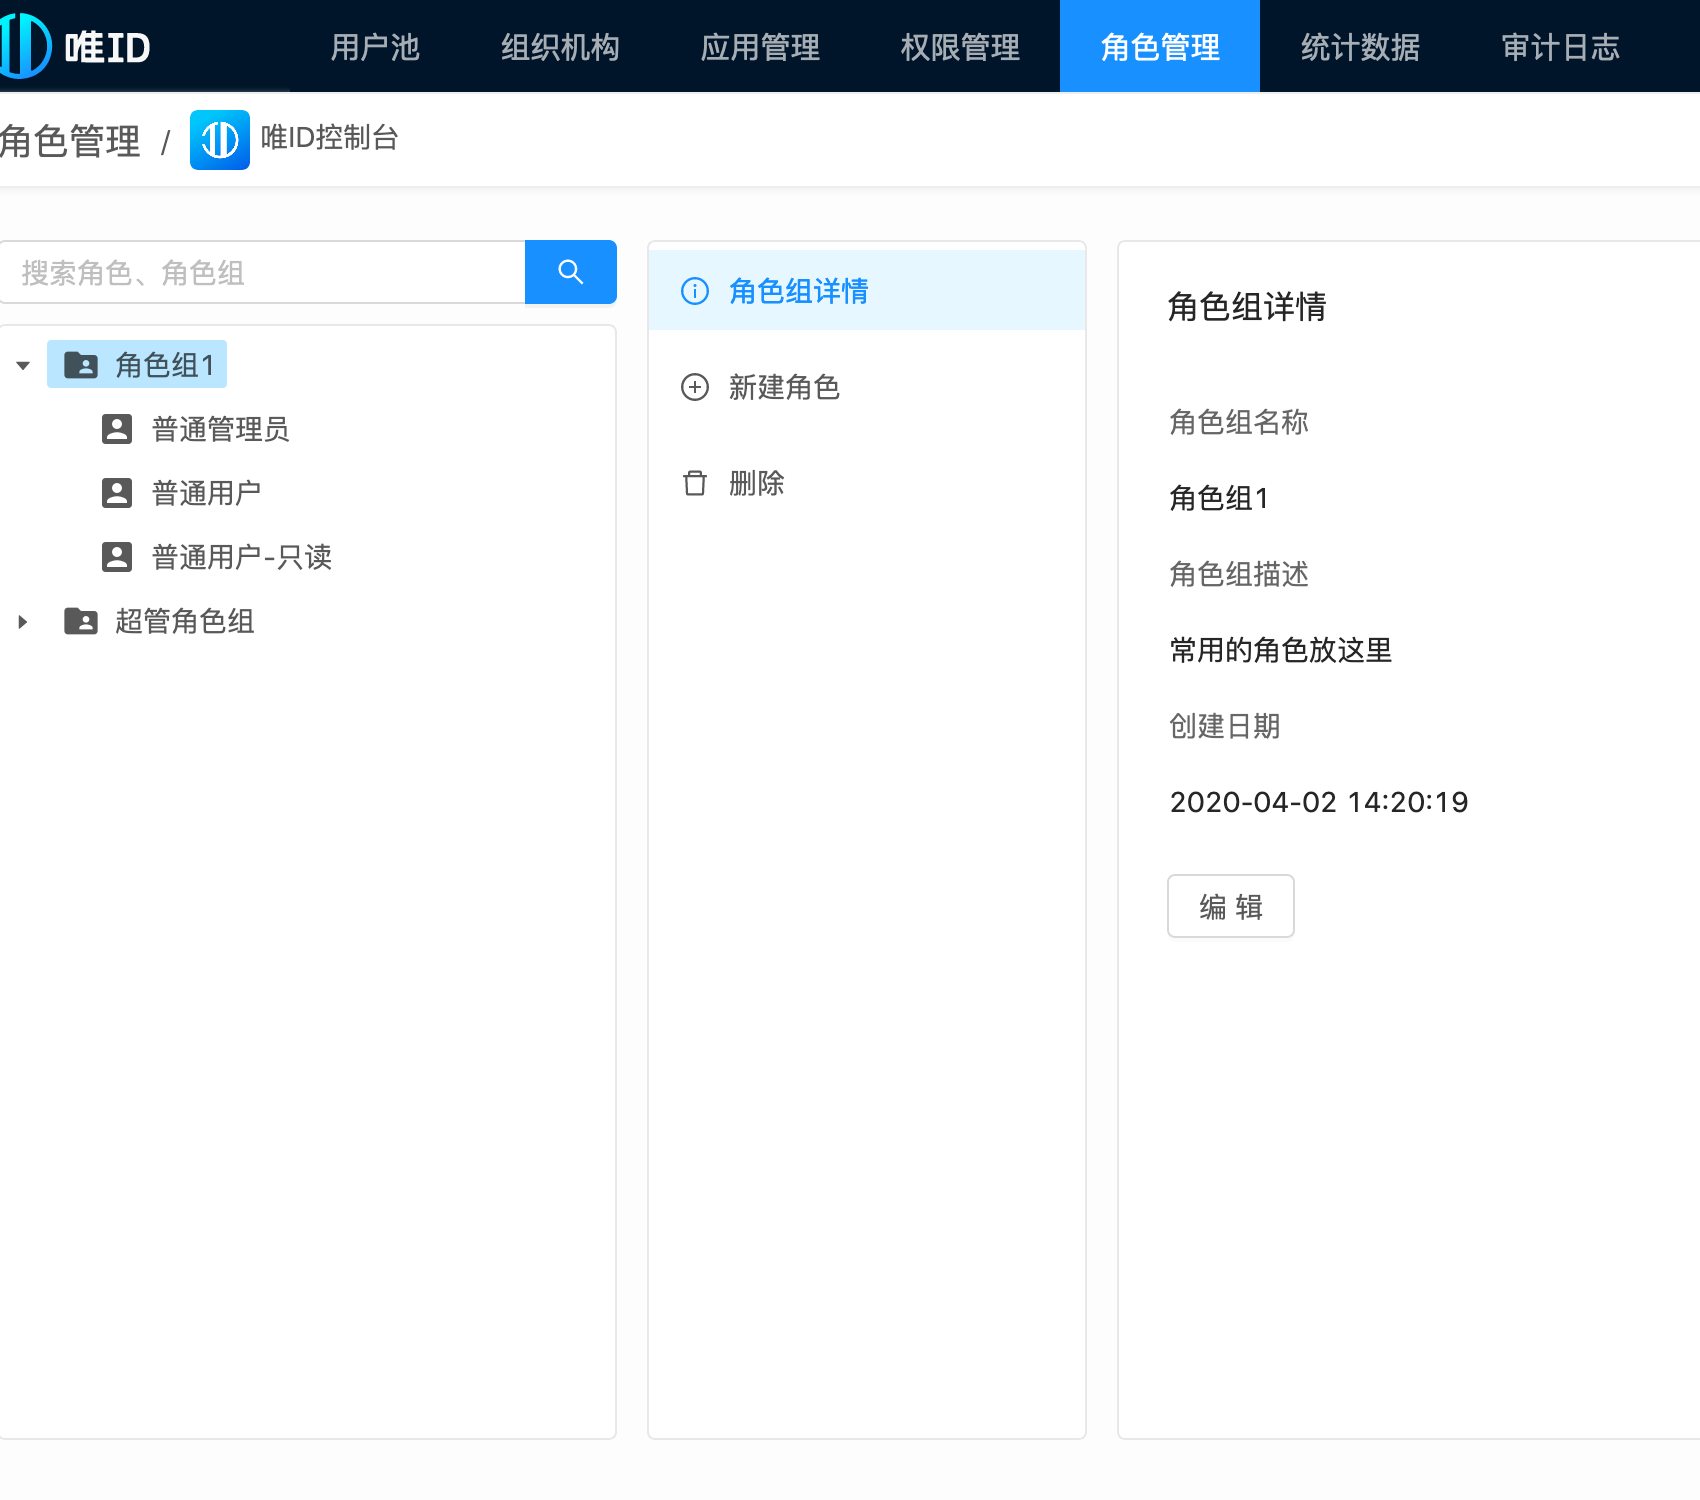 唯ID 用户池 组织机构 应用管理 权限管理 角色管理 统计数据 审计日志
角色管理 / 唯ID控制台
搜索角色、角色组
角色组1
普通管理员
普通用户
普通用户-只读
超管角色组
角色组详情
新建角色
删除
角色组详情
角色组名称
角色组1
角色组描述
常用的角色放这里
创建日期
2020-04-02 14:20:19
编 辑